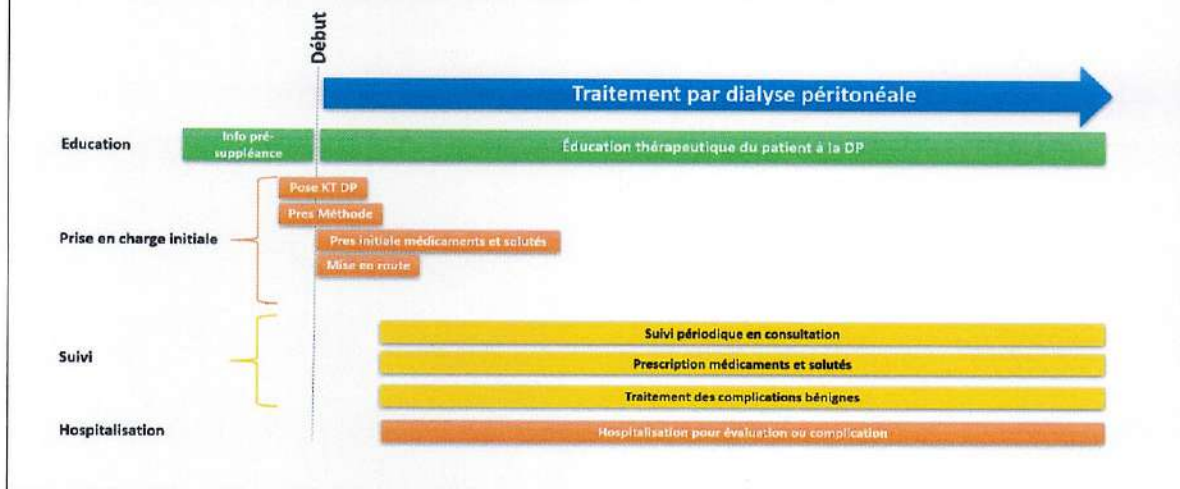 Début
Traitement par dialyse péritonéale
Education
Info pré-
suppléance
Éducation thérapeutique du patient à la DP
Pose KT DP
Pres Méthode
Prise en charge initiale
Pres initiale médicaments et solutés
Mise en route
Suivi périodique en consultation
Suivi
Prescription médicaments et solutés
Traitement des complications bénignes
Hospitalisation
Hospitalisation pour évaluation ou complication